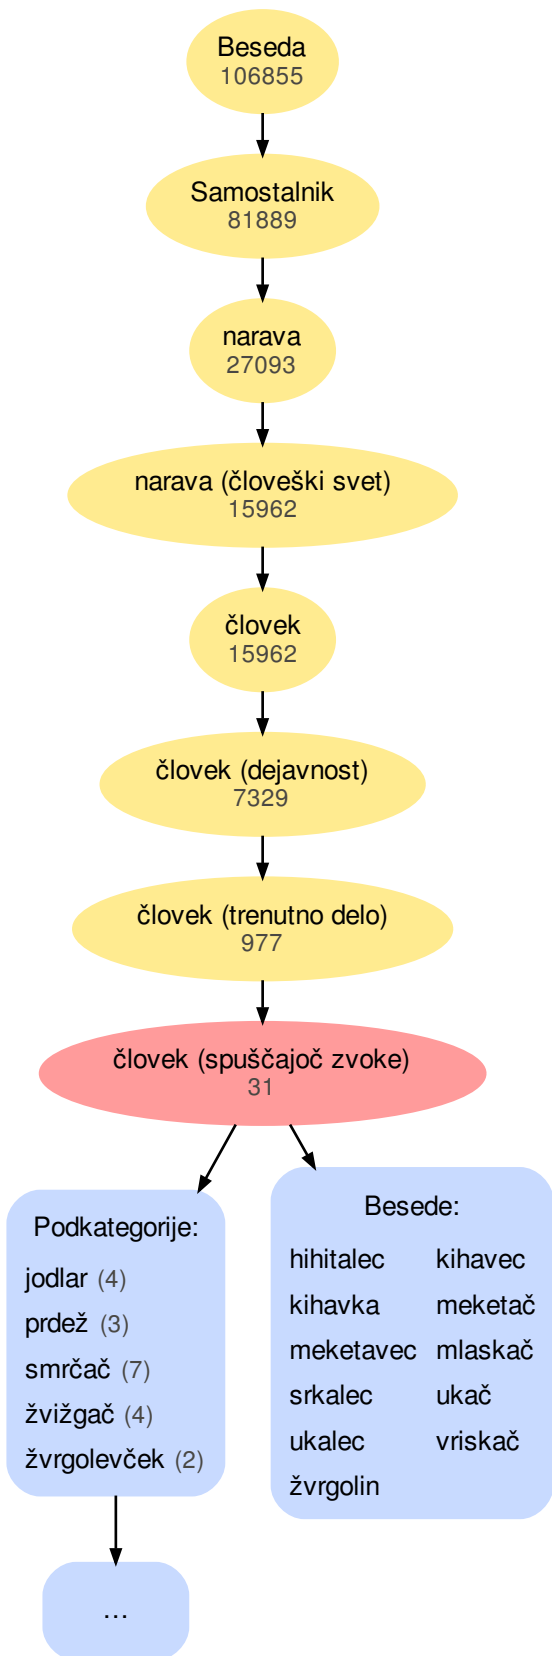 Beseda
106855
Samostalnik
81889
narava
27093
narava (človeški svet)
15962
človek
15962
človek (dejavnost)
7329
človek (trenutno delo)
977
človek (spuščajoč zvoke)
31
Podkategorije:
jodlar (4)
prdež (3)
smrčač (7)
žvižgač (4)
žvrgolevček (2)
...
Besede:
hihitalec kihavec
kihavka meketač
meketavec mlaskač
srkalec ukač
ukalec vriskač
žvrgolin